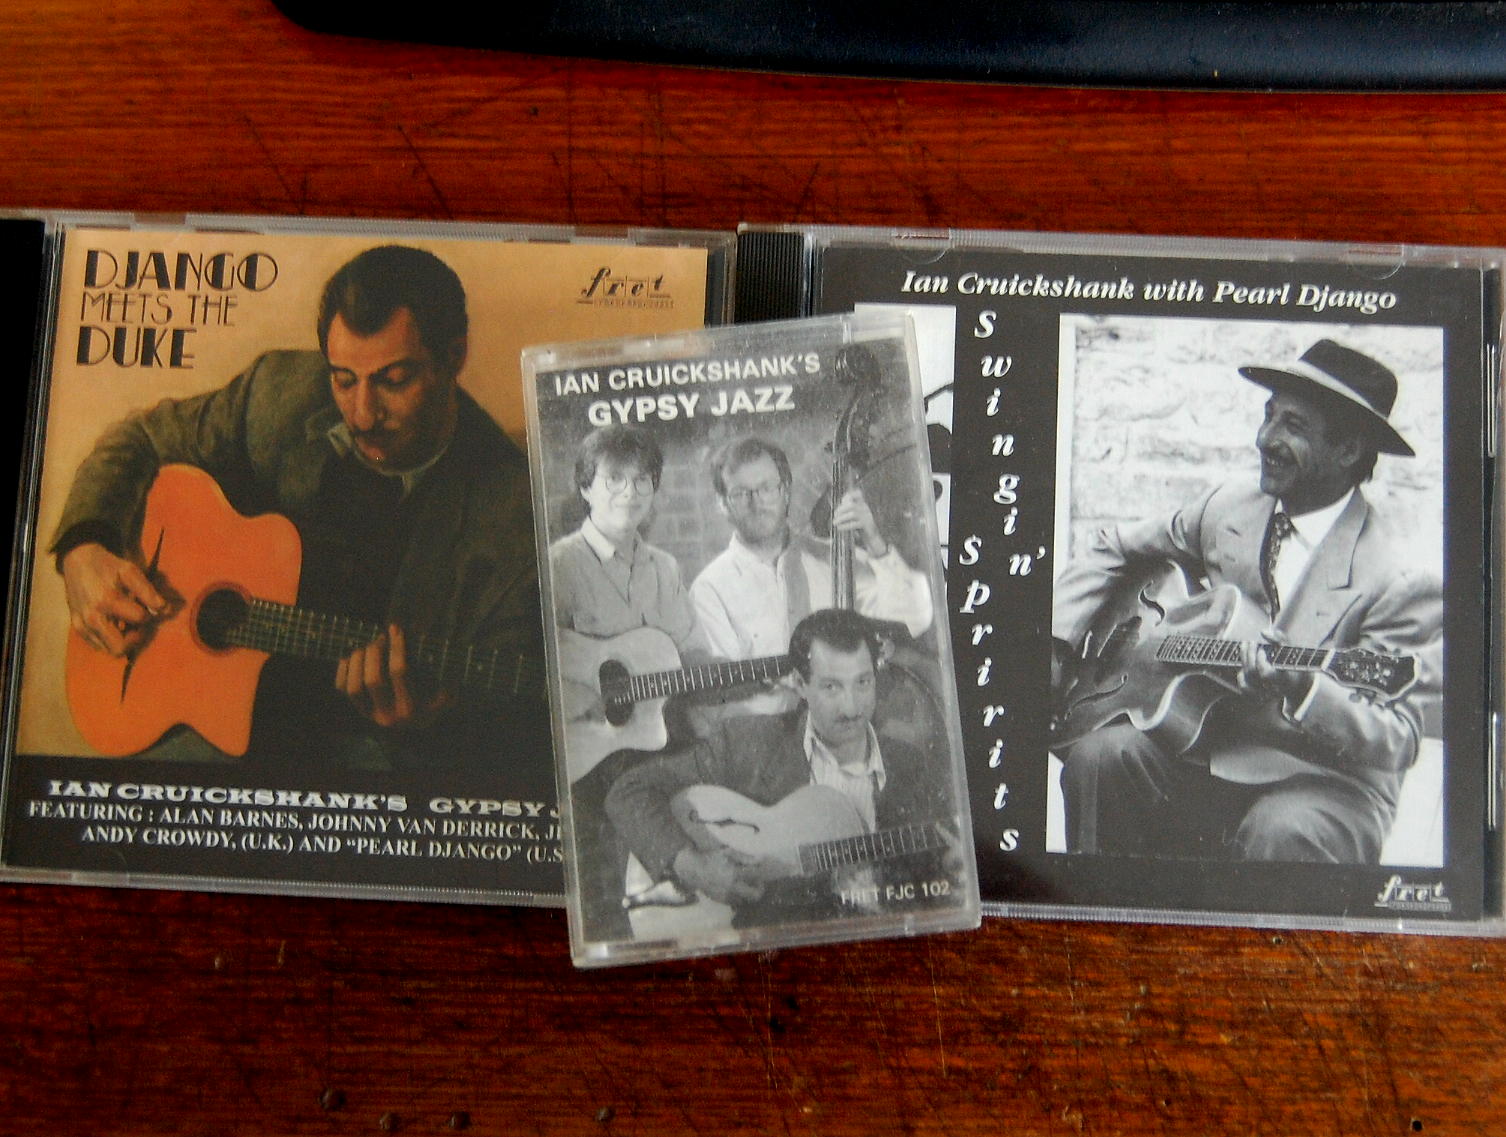 DJANGO
MEETS THE
DUKE
fret
IAN CRUICKSHANK'S GYPSY J
FEATURING : ALAN BARNES, JOHNNY VAN DERRICK,
ANDY CROWDY, (U.K.) AND "PEARL DJANGO" (U.S
IAN CRUICKSHANK'S
GYPSY JAZZ
FRET FJC 102
Ian Cruickshank with Pearl Django
Swingin'
Spririts
fret